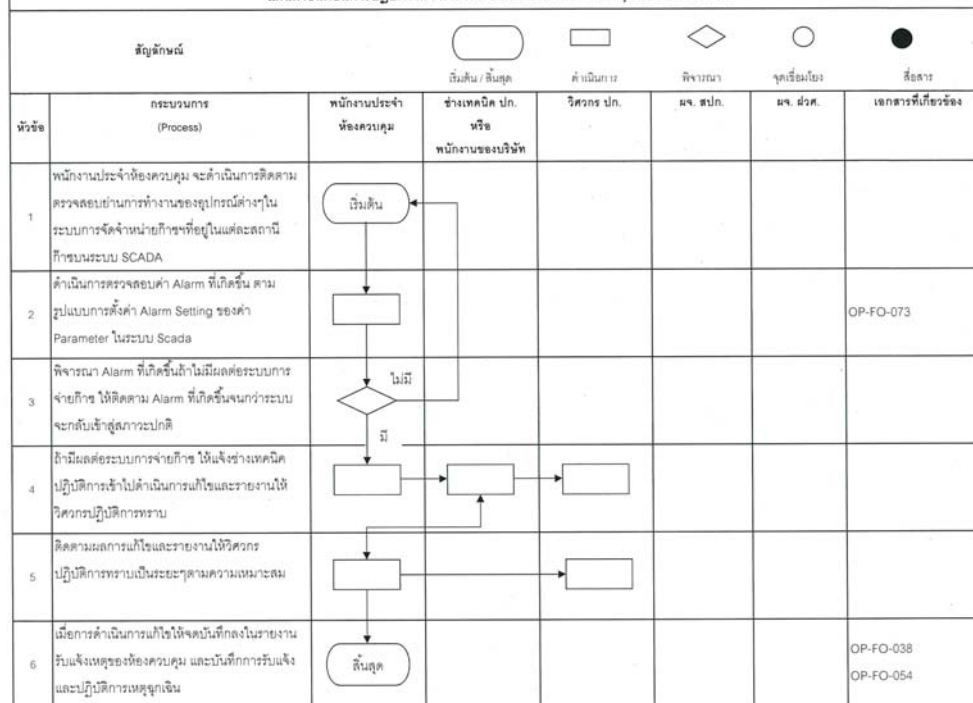 สัญลักษณ์
เริ่มต้น / สิ้นสุด
ดำเนินการ
พิจารณา
จุดเชื่อมโยง
สื่อสาร
หัวข้อ
กระบวนการ
(Process)
พนักงานประจำ
ห้องควบคุม
ช่างเทคนิค ปก.
หรือ
พนักงานของบริษัท
วิศวกร ปก.
ผจ. สปก.
ผจ. ฝวศ.
เอกสารที่เกี่ยวข้อง
1
พนักงานประจำห้องควบคุม จะดำเนินการติดตาม
ตรวจสอบย่านการทำงานของอุปกรณ์ต่างๆใน
ระบบการจัดจำหน่ายก๊าซฯที่อยู่ในแต่ละสถานี
ก๊าซบนระบบ SCADA
เริ่มต้น
2
ดำเนินการตรวจสอบค่า Alarm ที่เกิดขึ้น ตาม
รูปแบบการตั้งค่า Alarm Setting ของค่า
Parameter ในระบบ Scada
OP-FO-073
3
พิจารณา Alarm ที่เกิดขึ้นถ้าไม่มีผลต่อระบบการ
จ่ายก๊าซ ให้ติดตาม Alarm ที่เกิดขึ้นจนกว่าระบบ
จะกลับเข้าสู่สภาวะปกติ
ไม่มี
มี
4
ถ้ามีผลต่อระบบการจ่ายก๊าซ ให้แจ้งช่างเทคนิค
ปฏิบัติการเข้าไปดำเนินการแก้ไขและรายงานให้
วิศวกรปฏิบัติการทราบ
5
ติดตามผลการแก้ไขและรายงานให้วิศวกร
ปฏิบัติการทราบเป็นระยะๆตามความเหมาะสม
6
เมื่อการดำเนินการแก้ไขให้จดบันทึกลงในรายงาน
รับแจ้งเหตุของห้องควบคุม และบันทึกการรับแจ้ง
และปฏิบัติการเหตุฉุกเฉิน
สิ้นสุด
OP-FO-038
OP-FO-054